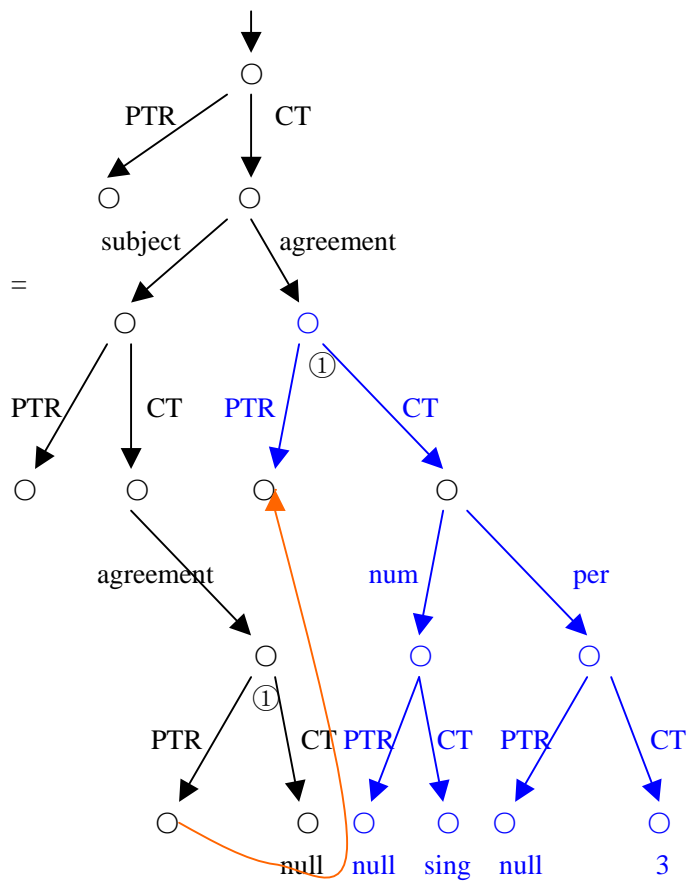 PTR CT
subject agreement
=
①
PTR CT PTR CT
agreement num per
①
PTR CT PTR CT PTR CT
null null sing null 3